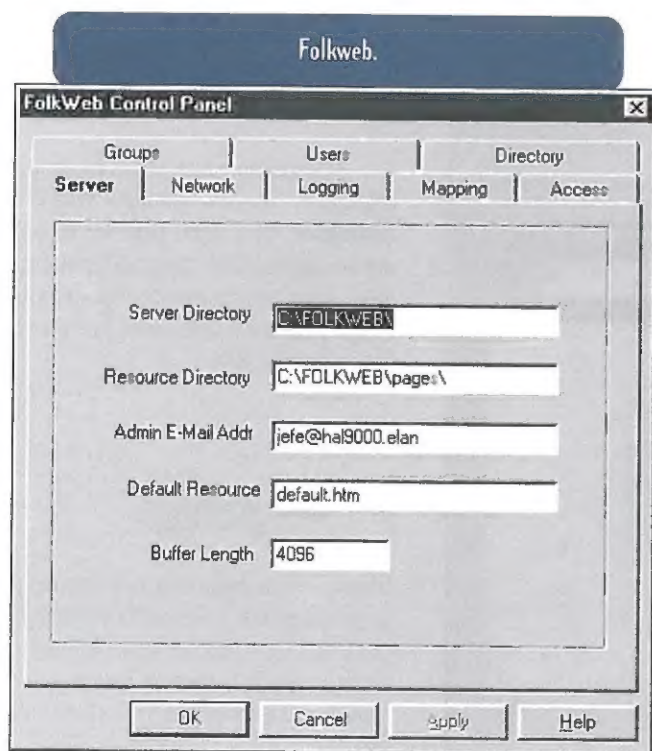 Folkweb.
FolkWeb Control Panel
Groups Users Directory
Server Network Logging Mapping Access
Server Directory C:\FOLKWEB\
Resource Directory C:\FOLKWEB\pages\
Admin E-Mail Addr jefe@hal9000.elan
Default Resource default.htm
Buffer Length 4096
OK Cancel Apply Help